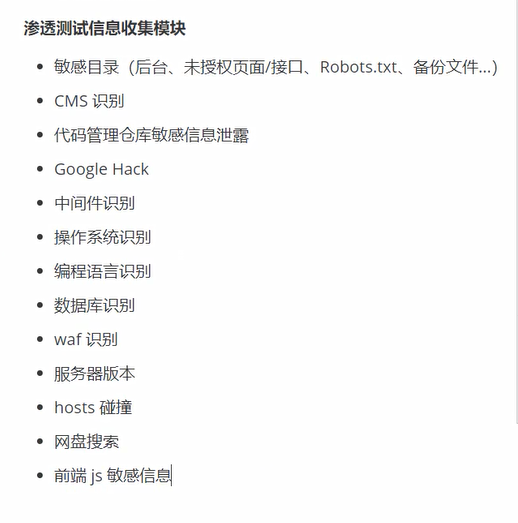 渗透测试信息收集模块
• 敏感目录（后台、未授权页面/接口、Robots.txt、备份文件...）
• CMS 识别
• 代码管理仓库敏感信息泄露
• Google Hack
• 中间件识别
• 操作系统识别
• 编程语言识别
• 数据库识别
• waf 识别
• 服务器版本
• hosts 碰撞
• 网盘搜索
• 前端 js 敏感信息